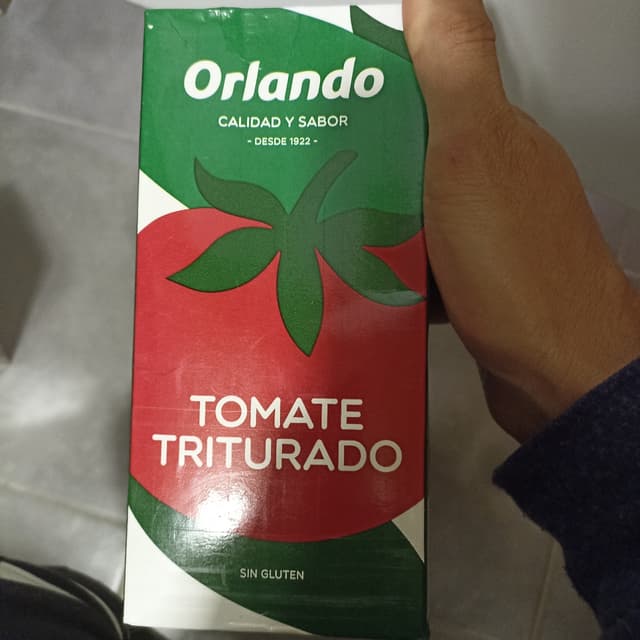 Orlando
CALIDAD Y SABOR
- DESDE 1922 -
TOMATE
TRITURADO
SIN GLUTEN